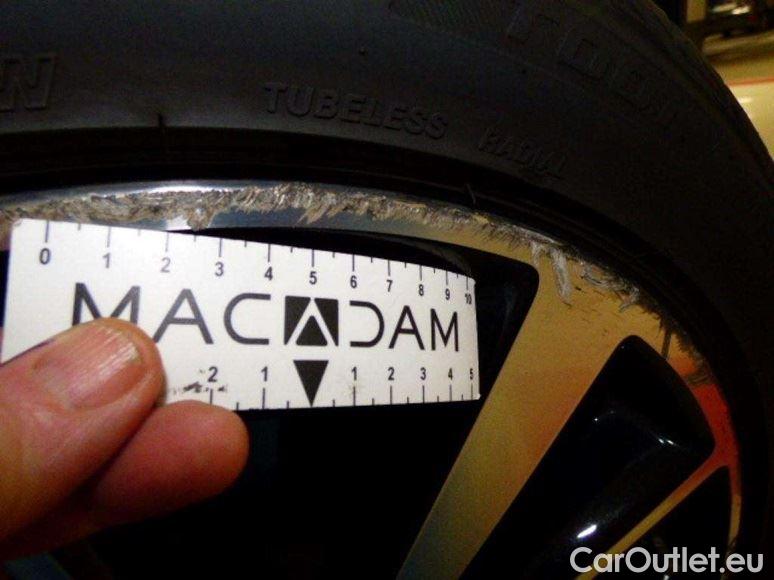 TUBELESS RADIAL
0 1 2 3 4 5 6 7 8 9 10
MACADAM
2 1 1 2 3 4 5
CarOutlet.eu